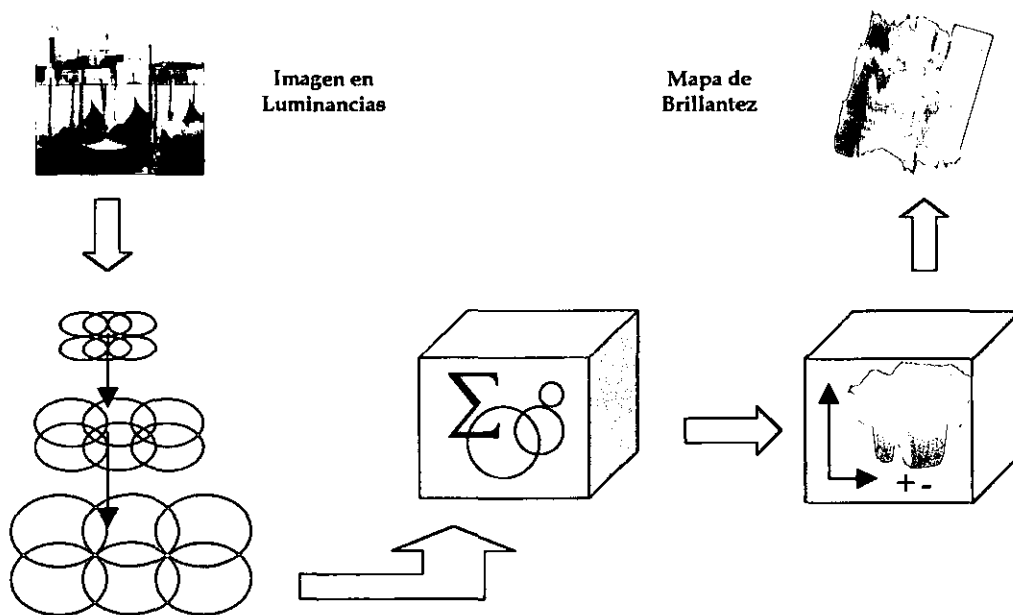 Imagen en
Luminancias
Mapa de
Brillantez
Σ
+ -